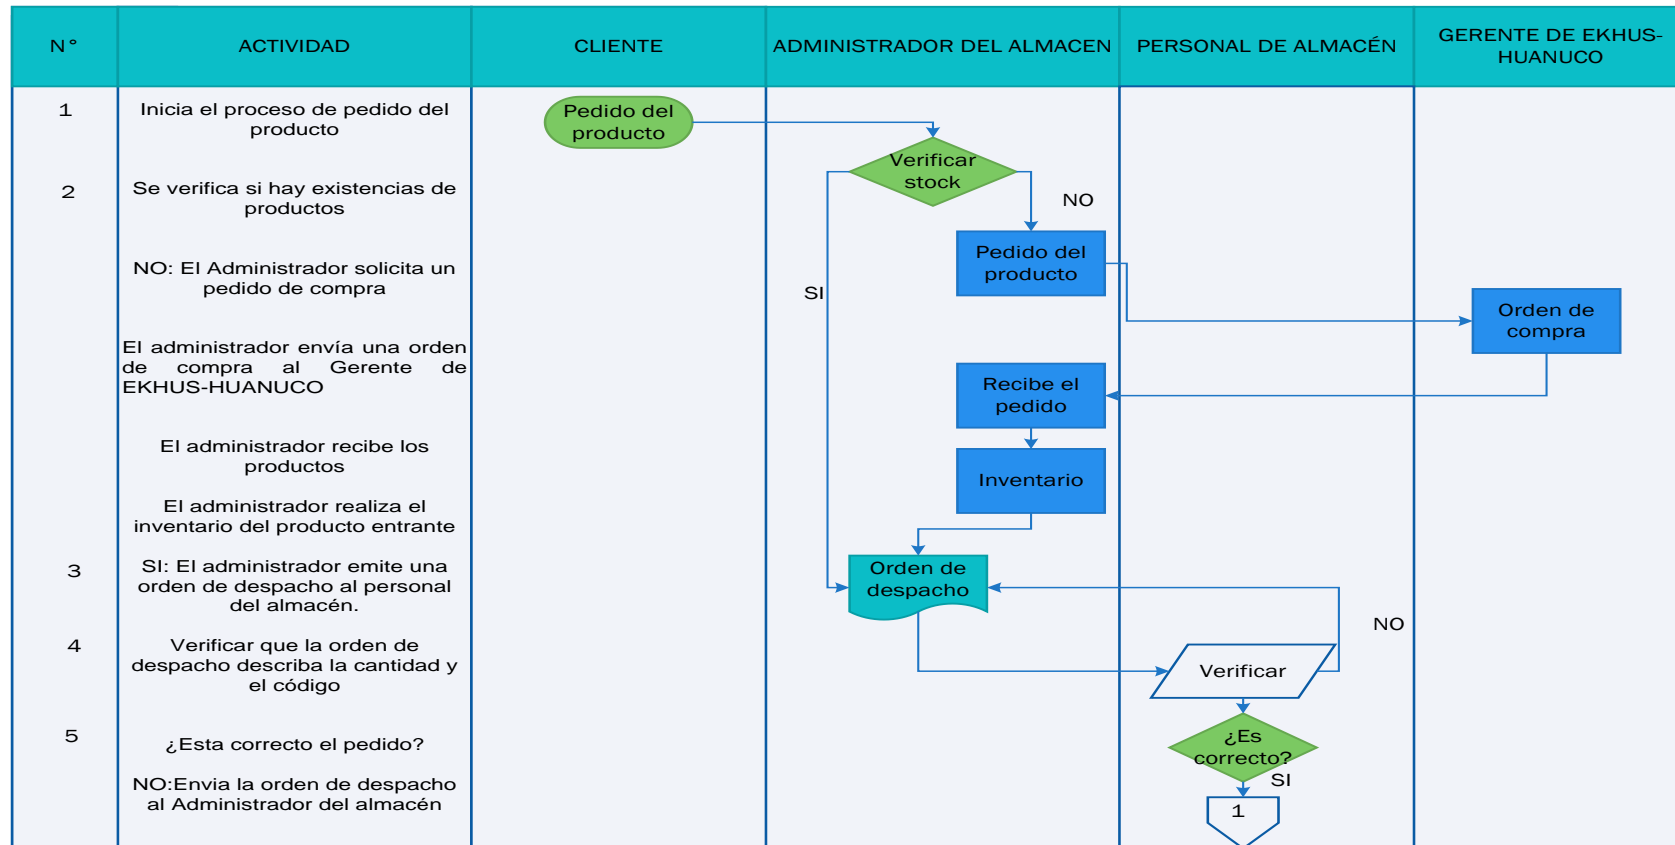 N°
ACTIVIDAD
CLIENTE
ADMINISTRADOR DEL ALMACEN
PERSONAL DE ALMACÉN
GERENTE DE EKHUS-
HUANUCO
1
Inicia el proceso de pedido del
producto
Pedido del
producto
Verificar
stock
2
Se verifica si hay existencias de
productos
NO
NO: El Administrador solicita un
pedido de compra
Pedido del
producto
SI
Orden de
compra
El administrador envía una orden
de compra al Gerente de
EKHUS-HUANUCO
Recibe el
pedido
El administrador recibe los
productos
Inventario
El administrador realiza el
inventario del producto entrante
3
SI: El administrador emite una
orden de despacho al personal
del almacén.
Orden de
despacho
NO
4
Verificar que la orden de
despacho describa la cantidad y
el código
Verificar
5
¿Esta correcto el pedido?
¿Es
correcto?
SI
NO:Envia la orden de despacho
al Administrador del almacén
1